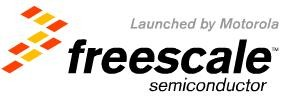 Launched by Motorola
freescale™
semiconductor